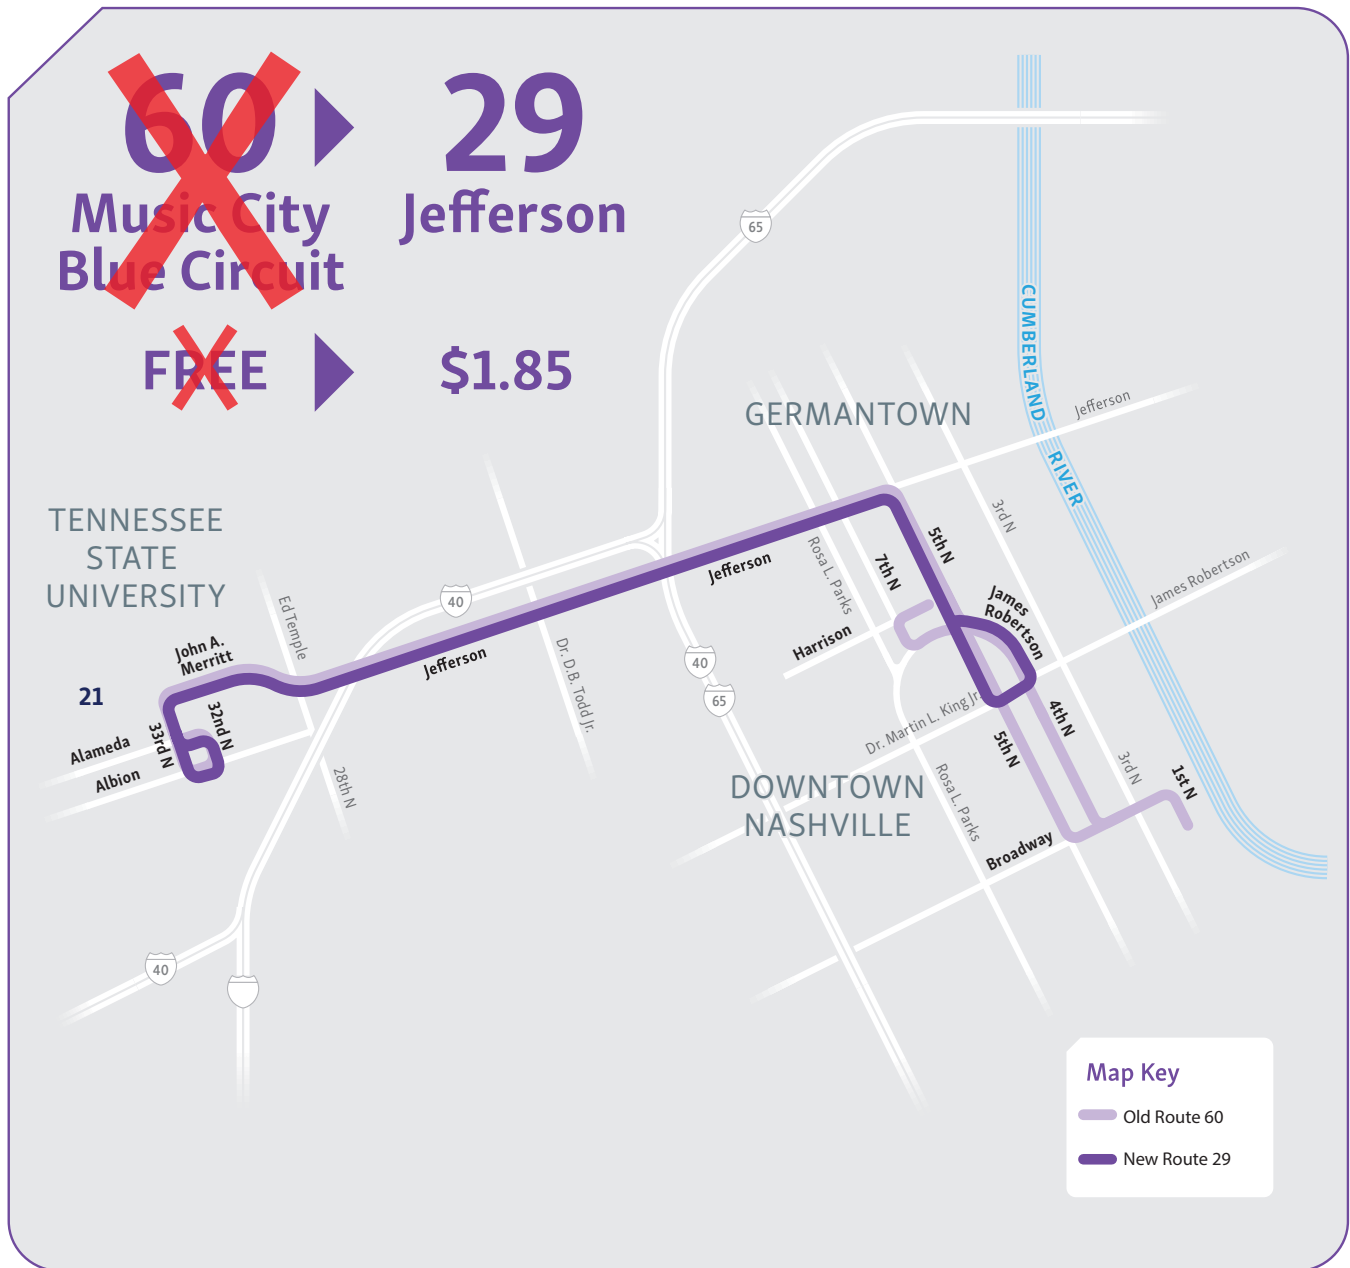 60
29
Music City
Blue Circuit
Jefferson
FREE
$1.85
65
CUMBERLAND
RIVER
GERMANTOWN
Jefferson
3rd N
TENNESSEE
STATE
UNIVERSITY
Rosa L. Parks
7th N
5th N
James Robertson
40
Ed Temple
Jefferson
James
Robertson
John A.
Merritt
Harrison
Jefferson
Dr. D.B. Todd Jr.
40
65
21
33rd N
32nd N
Alameda
Albion
28th N
Dr. Martin L. King Jr.
4th N
5th N
3rd N
1st N
Rosa L. Parks
DOWNTOWN
NASHVILLE
Broadway
40
Map Key
Old Route 60
New Route 29